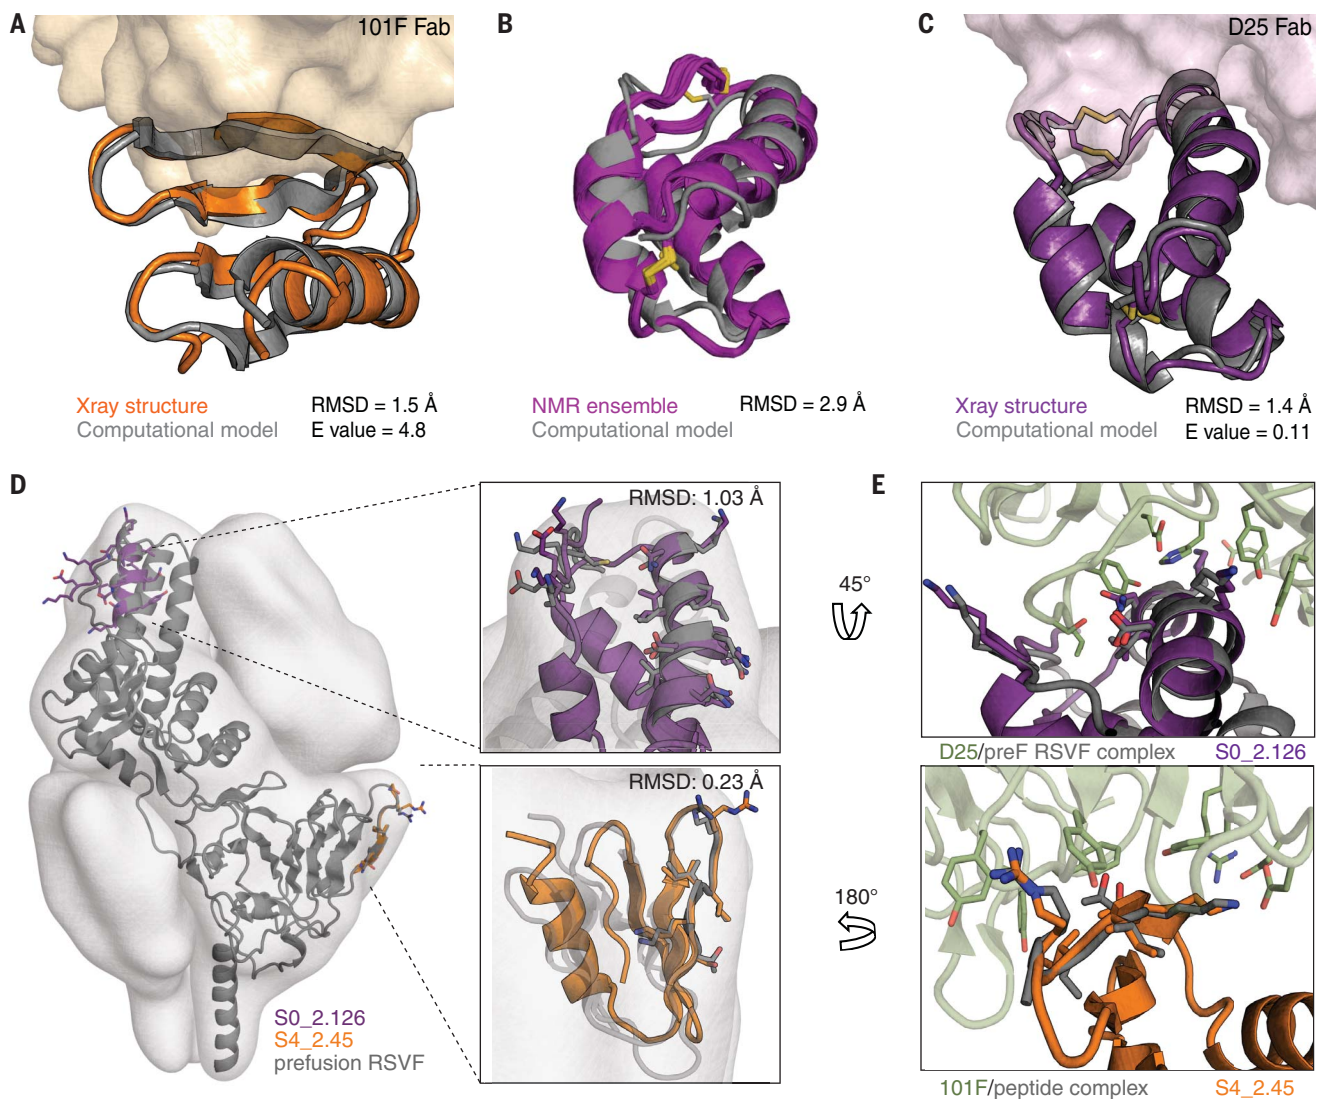 A
101F Fab
B
C
D25 Fab
Xray structure
Computational model
RMSD = 1.5 Å
E value = 4.8
NMR ensemble
Computational model
RMSD = 2.9 Å
Xray structure
Computational model
RMSD = 1.4 Å
E value = 0.11
D
RMSD: 1.03 Å
E
45°
D25/preF RSVF complex
S0_2.126
RMSD: 0.23 Å
180°
S0_2.126
S4_2.45
prefusion RSVF
101F/peptide complex
S4_2.45